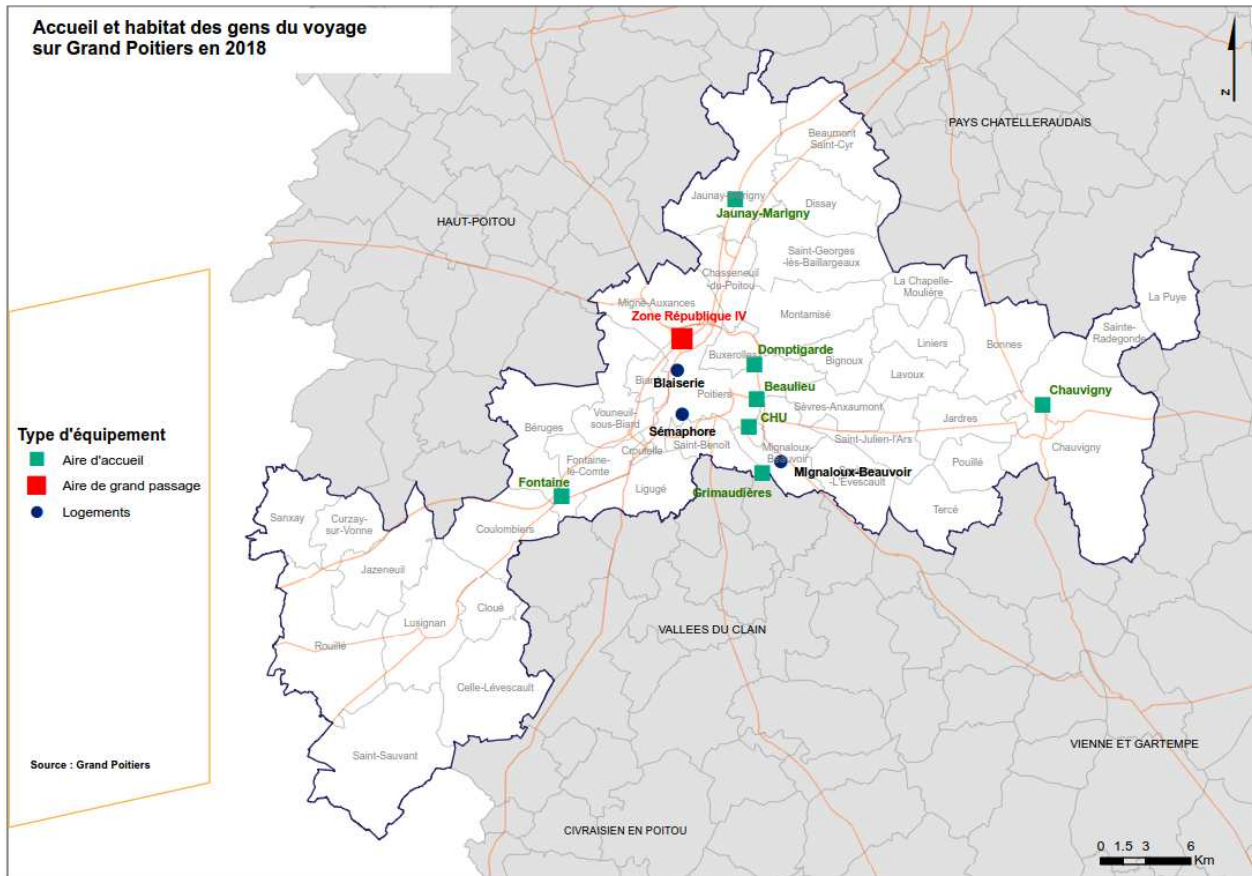 Accueil et habitat des gens du voyage
sur Grand Poitiers en 2018
N
PAYS CHATELLERAUDAIS
Beaumont
Saint-Cyr
HAUT-POITOU
Jaunay-Marigny
Jaunay-Marigny
Dissay
Saint-Georges
-lès-Baillargeaux
Chasseneuil
-du-Poitou
La Chapelle-
Moulière
La Puye
Migné-Auxances
Zone République IV
Montamisé
Sainte-
Radegonde
Liniers
Bonnes
Buxerolles
Domptigarde
Bignoux
Lavoux
Blaiserie
Beaulieu
Poitiers
Chauvigny
Vouneuil-
sous-Biard
Sèvres-Anxaumont
CHU
Jardres
Béruges
Sémaphore
Saint-Benoît
Saint-Julien-l'Ars
Chauvigny
Croutelle
Mignaloux-
Beauvoir
Fontaine-
le-Comte
Pouillé
Mignaloux-Beauvoir
-L'Evescault
Fontaine
Ligugé
Grimaudières
Tercé
Type d'équipement
Aire d'accueil
Aire de grand passage
Logements
Sanxay
Curzay-
sur-Vonne
Coulombiers
Jazeneuil
Cloué
Lusignan
Rouillé
VALLEES DU CLAIN
Celle-Lévescault
Saint-Sauvant
VIENNE ET GARTEMPE
Source : Grand Poitiers
CIVRAISIEN EN POITOU
0 1.5 3 6
Km